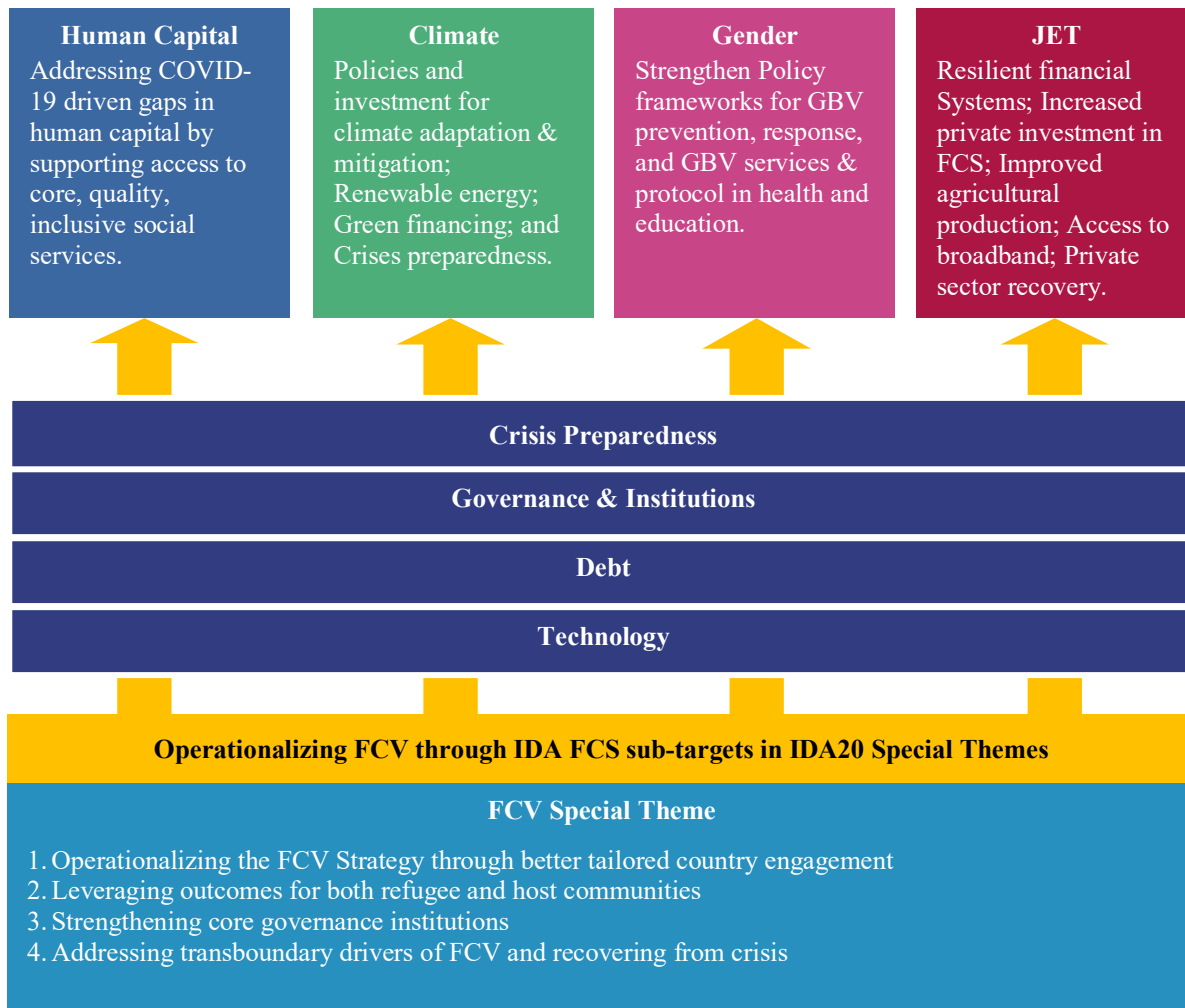 Human Capital
Addressing COVID-
19 driven gaps in
human capital by
supporting access to
core, quality,
inclusive social
services.
Climate
Policies and
investment for
climate adaptation &
mitigation;
Renewable energy;
Green financing; and
Crises preparedness.
Gender
Strengthen Policy
frameworks for GBV
prevention, response,
and GBV services &
protocol in health and
education.
JET
Resilient financial
Systems; Increased
private investment in
FCS; Improved
agricultural
production; Access to
broadband; Private
sector recovery.
Crisis Preparedness
Governance & Institutions
Debt
Technology
Operationalizing FCV through IDA FCS sub-targets in IDA20 Special Themes
FCV Special Theme
1. Operationalizing the FCV Strategy through better tailored country engagement
2. Leveraging outcomes for both refugee and host communities
3. Strengthening core governance institutions
4. Addressing transboundary drivers of FCV and recovering from crisis